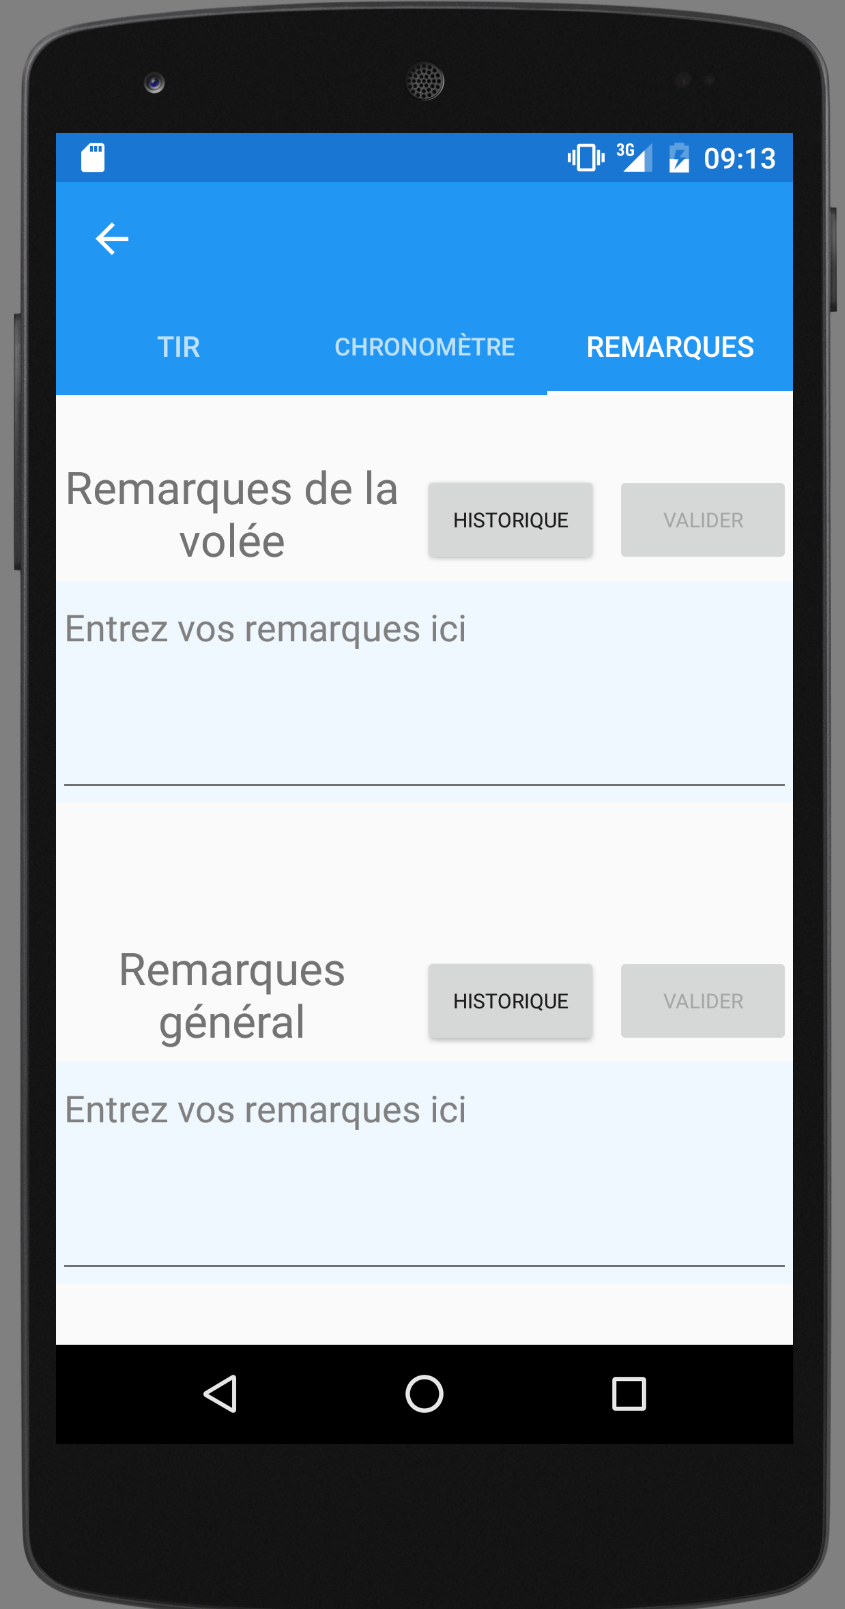 3G 09:13
TIR CHRONOMÈTRE REMARQUES
Remarques de la
volée
HISTORIQUE VALIDER
Entrez vos remarques ici
Remarques
général
HISTORIQUE VALIDER
Entrez vos remarques ici